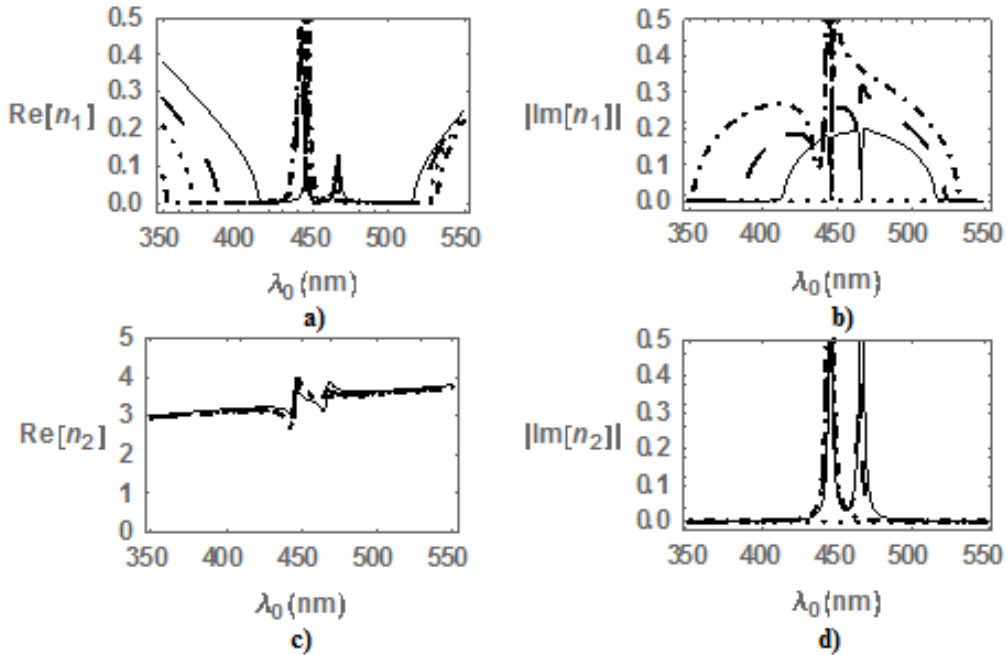 0.5 0.5
0.4 0.4
0.3 0.3
Re[n₁] |Im[n₁]|
0.2 0.2
0.1 0.1
0.0 0.0
350 400 450 500 550 350 400 450 500 550
λ₀(nm) λ₀(nm)
a) b)
5 0.5
4 0.4
3 0.3
Re[n₂] |Im[n₂]|
2 0.2
1 0.1
0 0.0
350 400 450 500 550 350 400 450 500 550
λ₀(nm) λ₀(nm)
c) d)